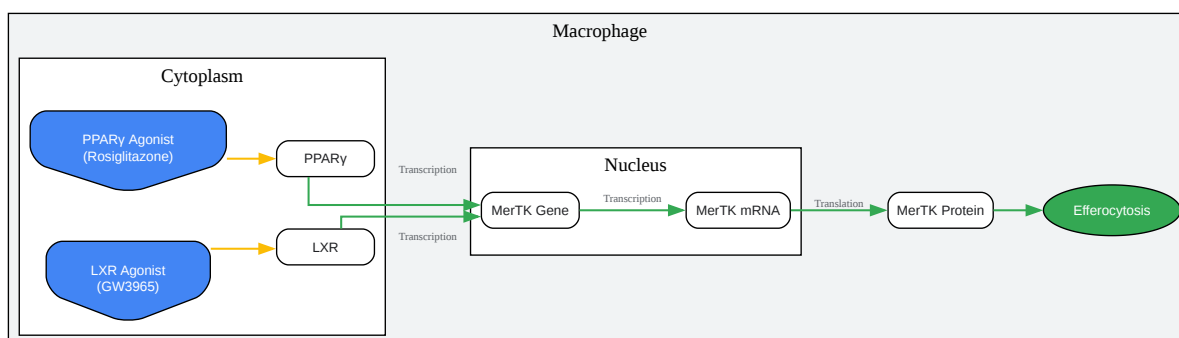 Macrophage
Cytoplasm
PPARγ Agonist
(Rosiglitazone)
PPARγ
Transcription
LXR Agonist
(GW3965)
LXR
Transcription
Nucleus
MerTK Gene
Transcription
MerTK mRNA
Translation
MerTK Protein
Efferocytosis